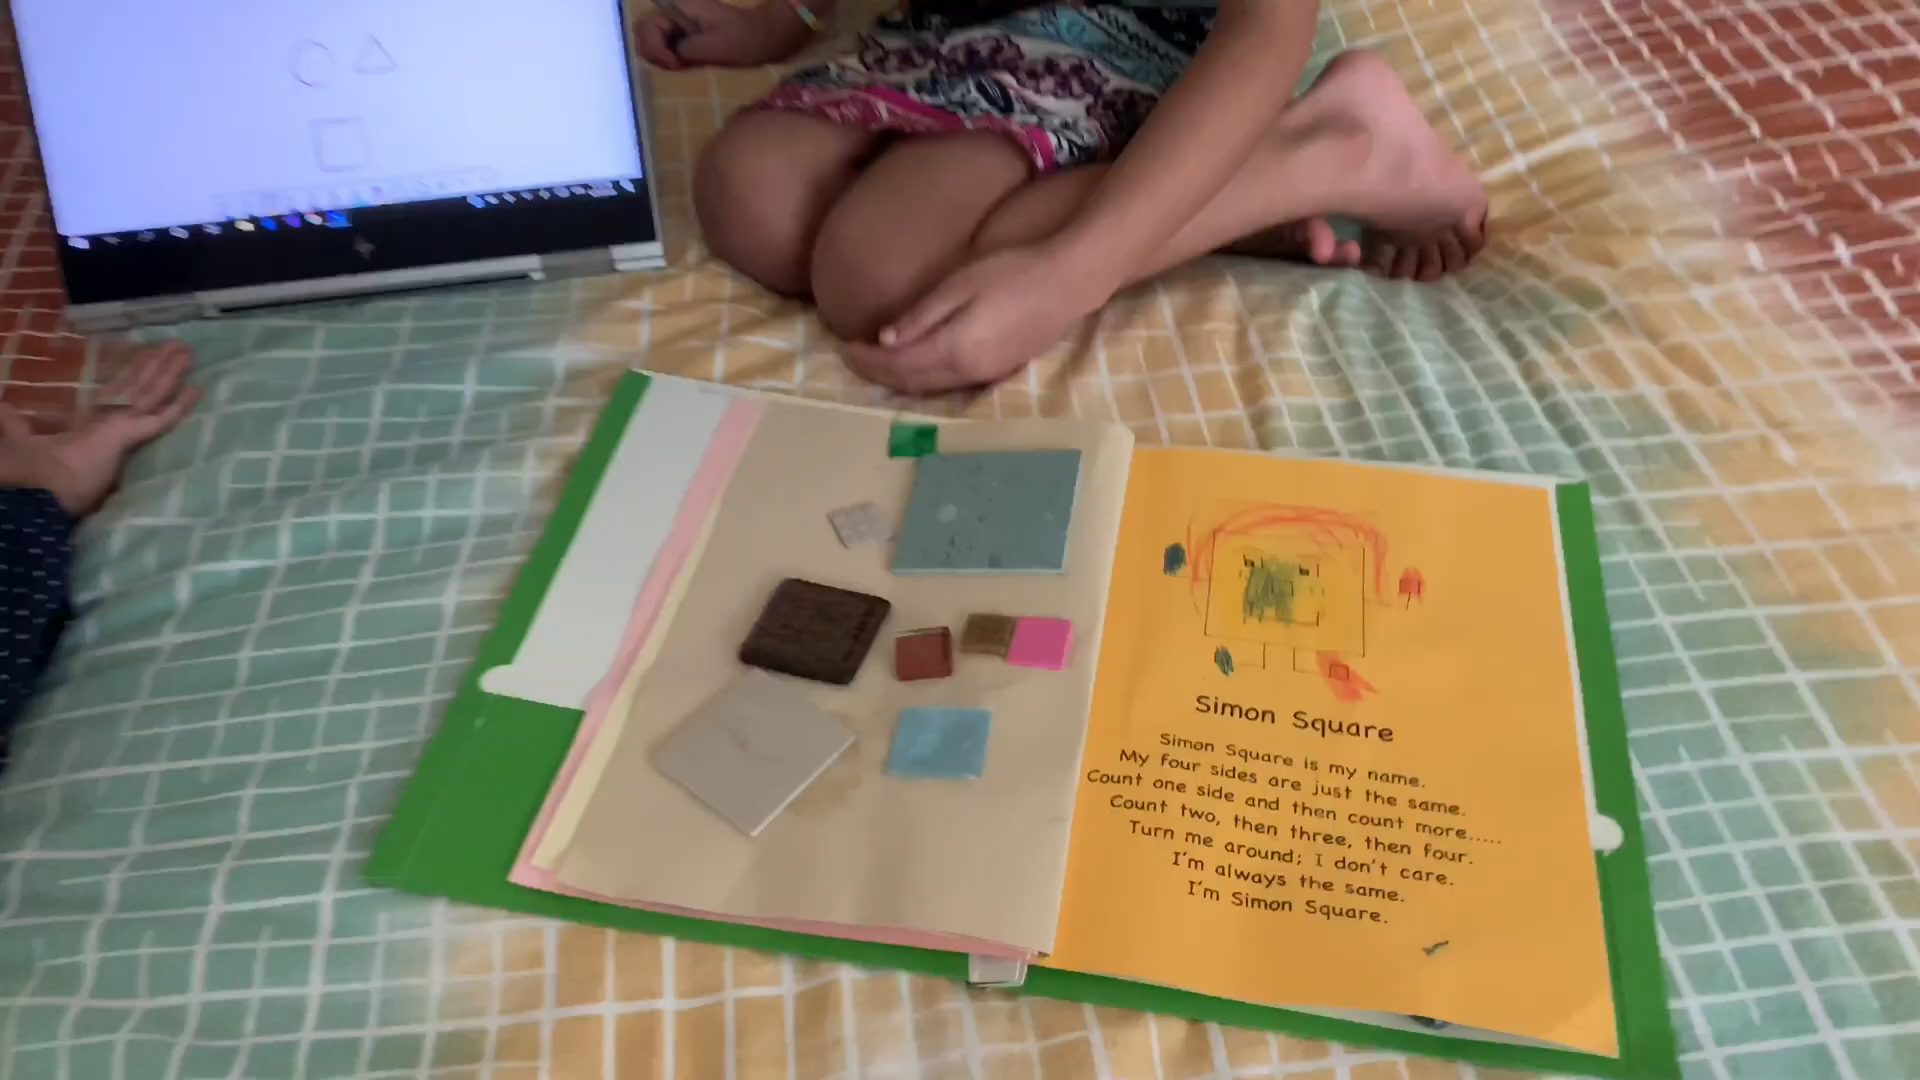 Simon Square
Simon Square is my name.
My four sides are just the same.
Count one side and then count more.....
Count two, then three, then four.
Turn me around; I don't care.
I'm always the same.
I'm Simon Square.